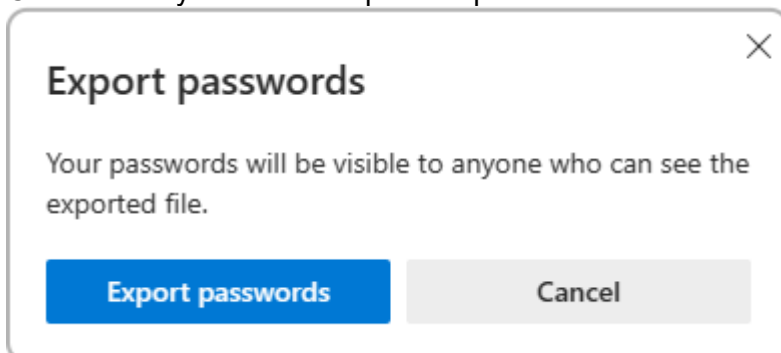 Export passwords
Your passwords will be visible to anyone who can see the
exported file.
Export passwords
Cancel